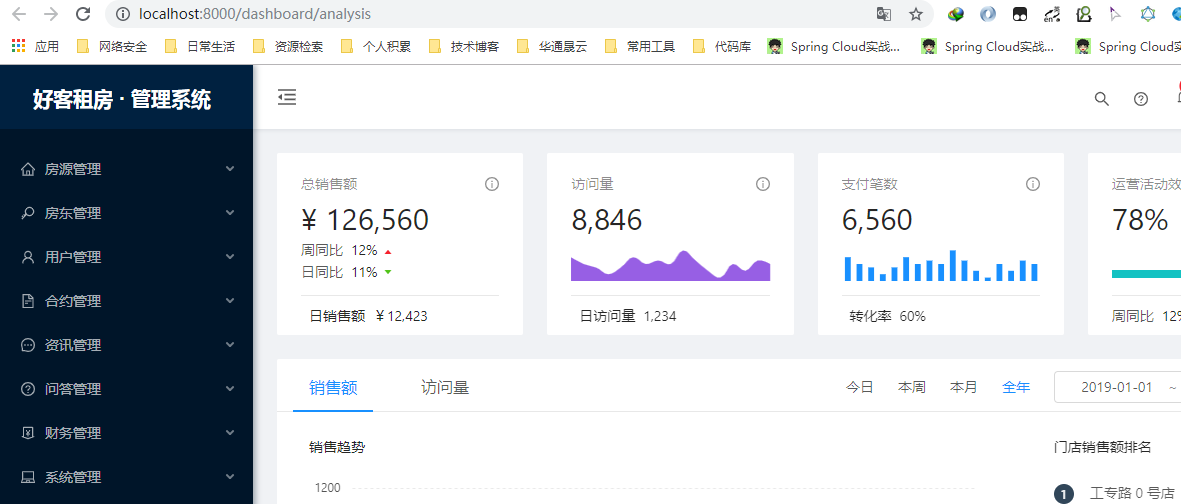 localhost:8000/dashboard/analysis
应用 网络安全 日常生活 资源检索 个人积累 技术博客 华通晟云 常用工具 代码库 Spring Cloud实战... Spring Cloud实战... Spring Cloud实
好客租房 · 管理系统
房源管理
房东管理
用户管理
合约管理
资讯管理
问答管理
财务管理
系统管理
总销售额
¥ 126,560
周同比 12%
日同比 11%
日销售额 ¥ 12,423
访问量
8,846
日访问量 1,234
支付笔数
6,560
转化率 60%
运营活动效
78%
周同比 12%
销售额 访问量 今日 本周 本月 全年 2019-01-01 ~
销售趋势
1200
门店销售额排名
1 工专路 0 号店